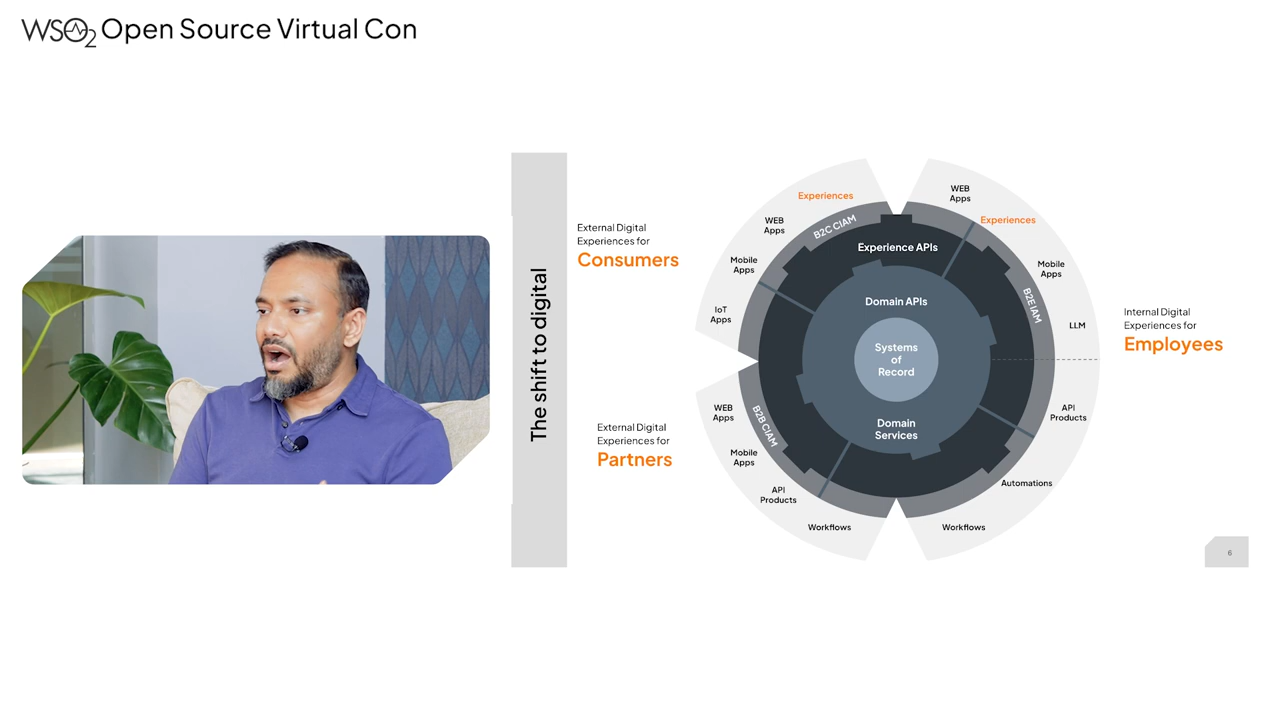 WSO2 Open Source Virtual Con
The shift to digital
External Digital
Experiences for
Consumers
External Digital
Experiences for
Partners
Experiences
WEB
Apps
Mobile
Apps
IoT
Apps
B2C CIAM
WEB
Apps
Experiences
Mobile
Apps
LLM
B2E IAM
API
Products
Automations
Workflows
B2B CIAM
WEB
Apps
Mobile
Apps
API
Products
Workflows
Experience APIs
Domain APIs
Systems
of
Record
Domain
Services
Internal Digital
Experiences for
Employees
6